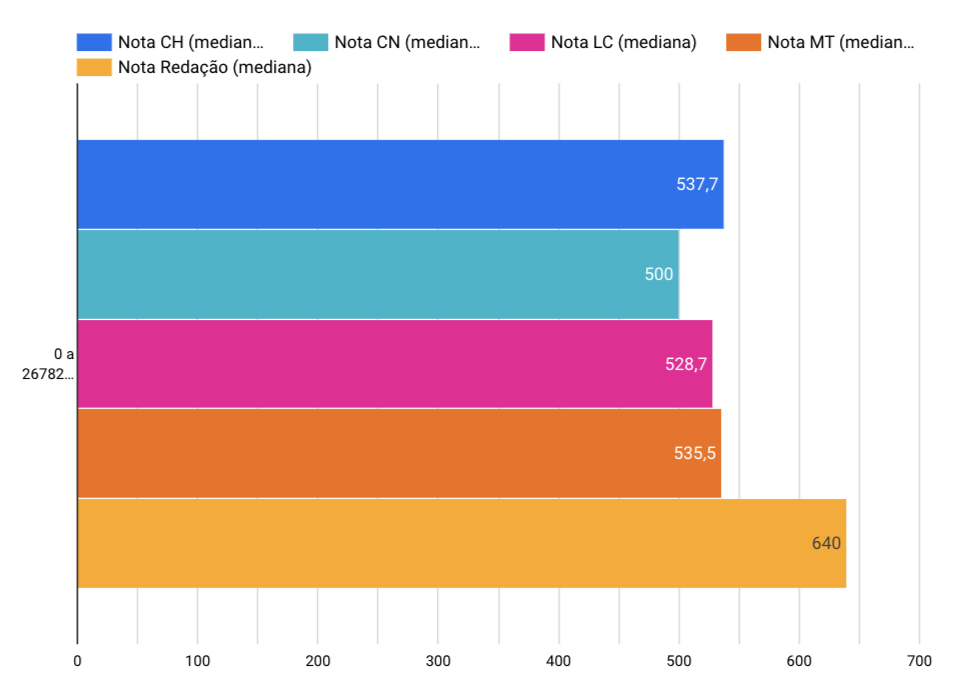 Nota CH (median...
Nota CN (median...
Nota LC (mediana)
Nota MT (median...
Nota Redação (mediana)
537,7
500
528,7
535,5
640
0 a
26782...
0
100
200
300
400
500
600
700